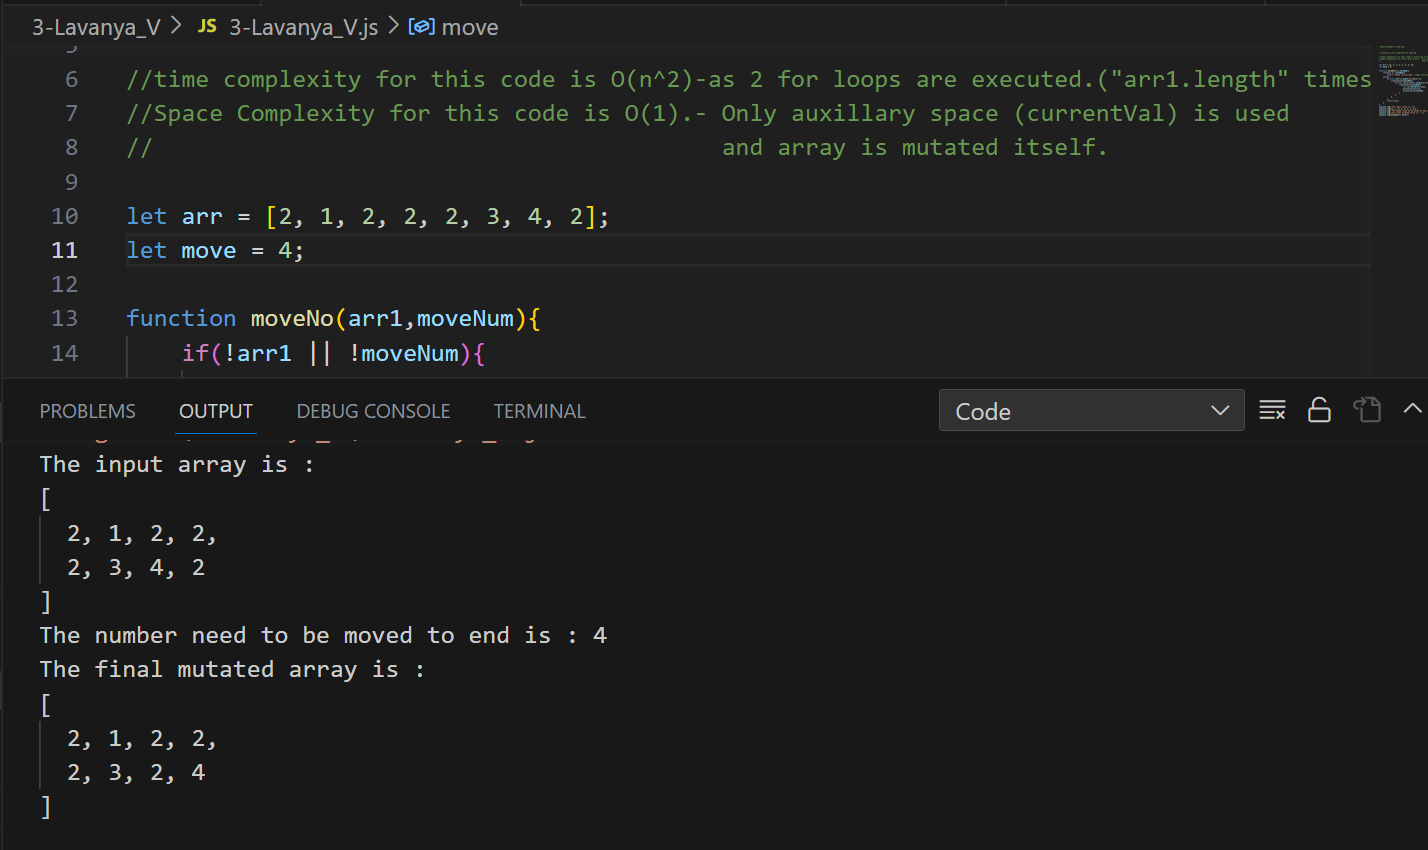 3-Lavanya_V > JS 3-Lavanya_V.js > move
6 //time complexity for this code is O(n^2)-as 2 for loops are executed.("arr1.length" times
7 //Space Complexity for this code is O(1).- Only auxillary space (currentVal) is used
8 // and array is mutated itself.
9
10 let arr = [2, 1, 2, 2, 2, 3, 4, 2];
11 let move = 4;
12
13 function moveNo(arr1,moveNum){
14 if(!arr1 || !moveNum){
PROBLEMS OUTPUT DEBUG CONSOLE TERMINAL Code
The input array is :
[
2, 1, 2, 2,
2, 3, 4, 2
]
The number need to be moved to end is : 4
The final mutated array is :
[
2, 1, 2, 2,
2, 3, 2, 4
]